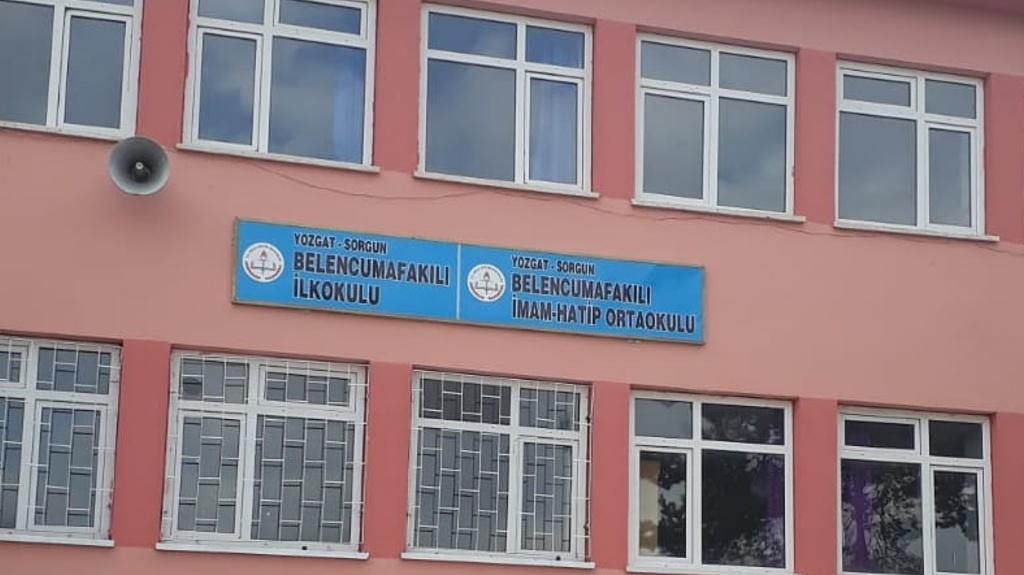 YOZGAT - SORGUN
BELENCUMAFAKILI
İLKOKULU
YOZGAT - SORGUN
BELENCUMAFAKILI
İMAM-HATİP ORTAOKULU